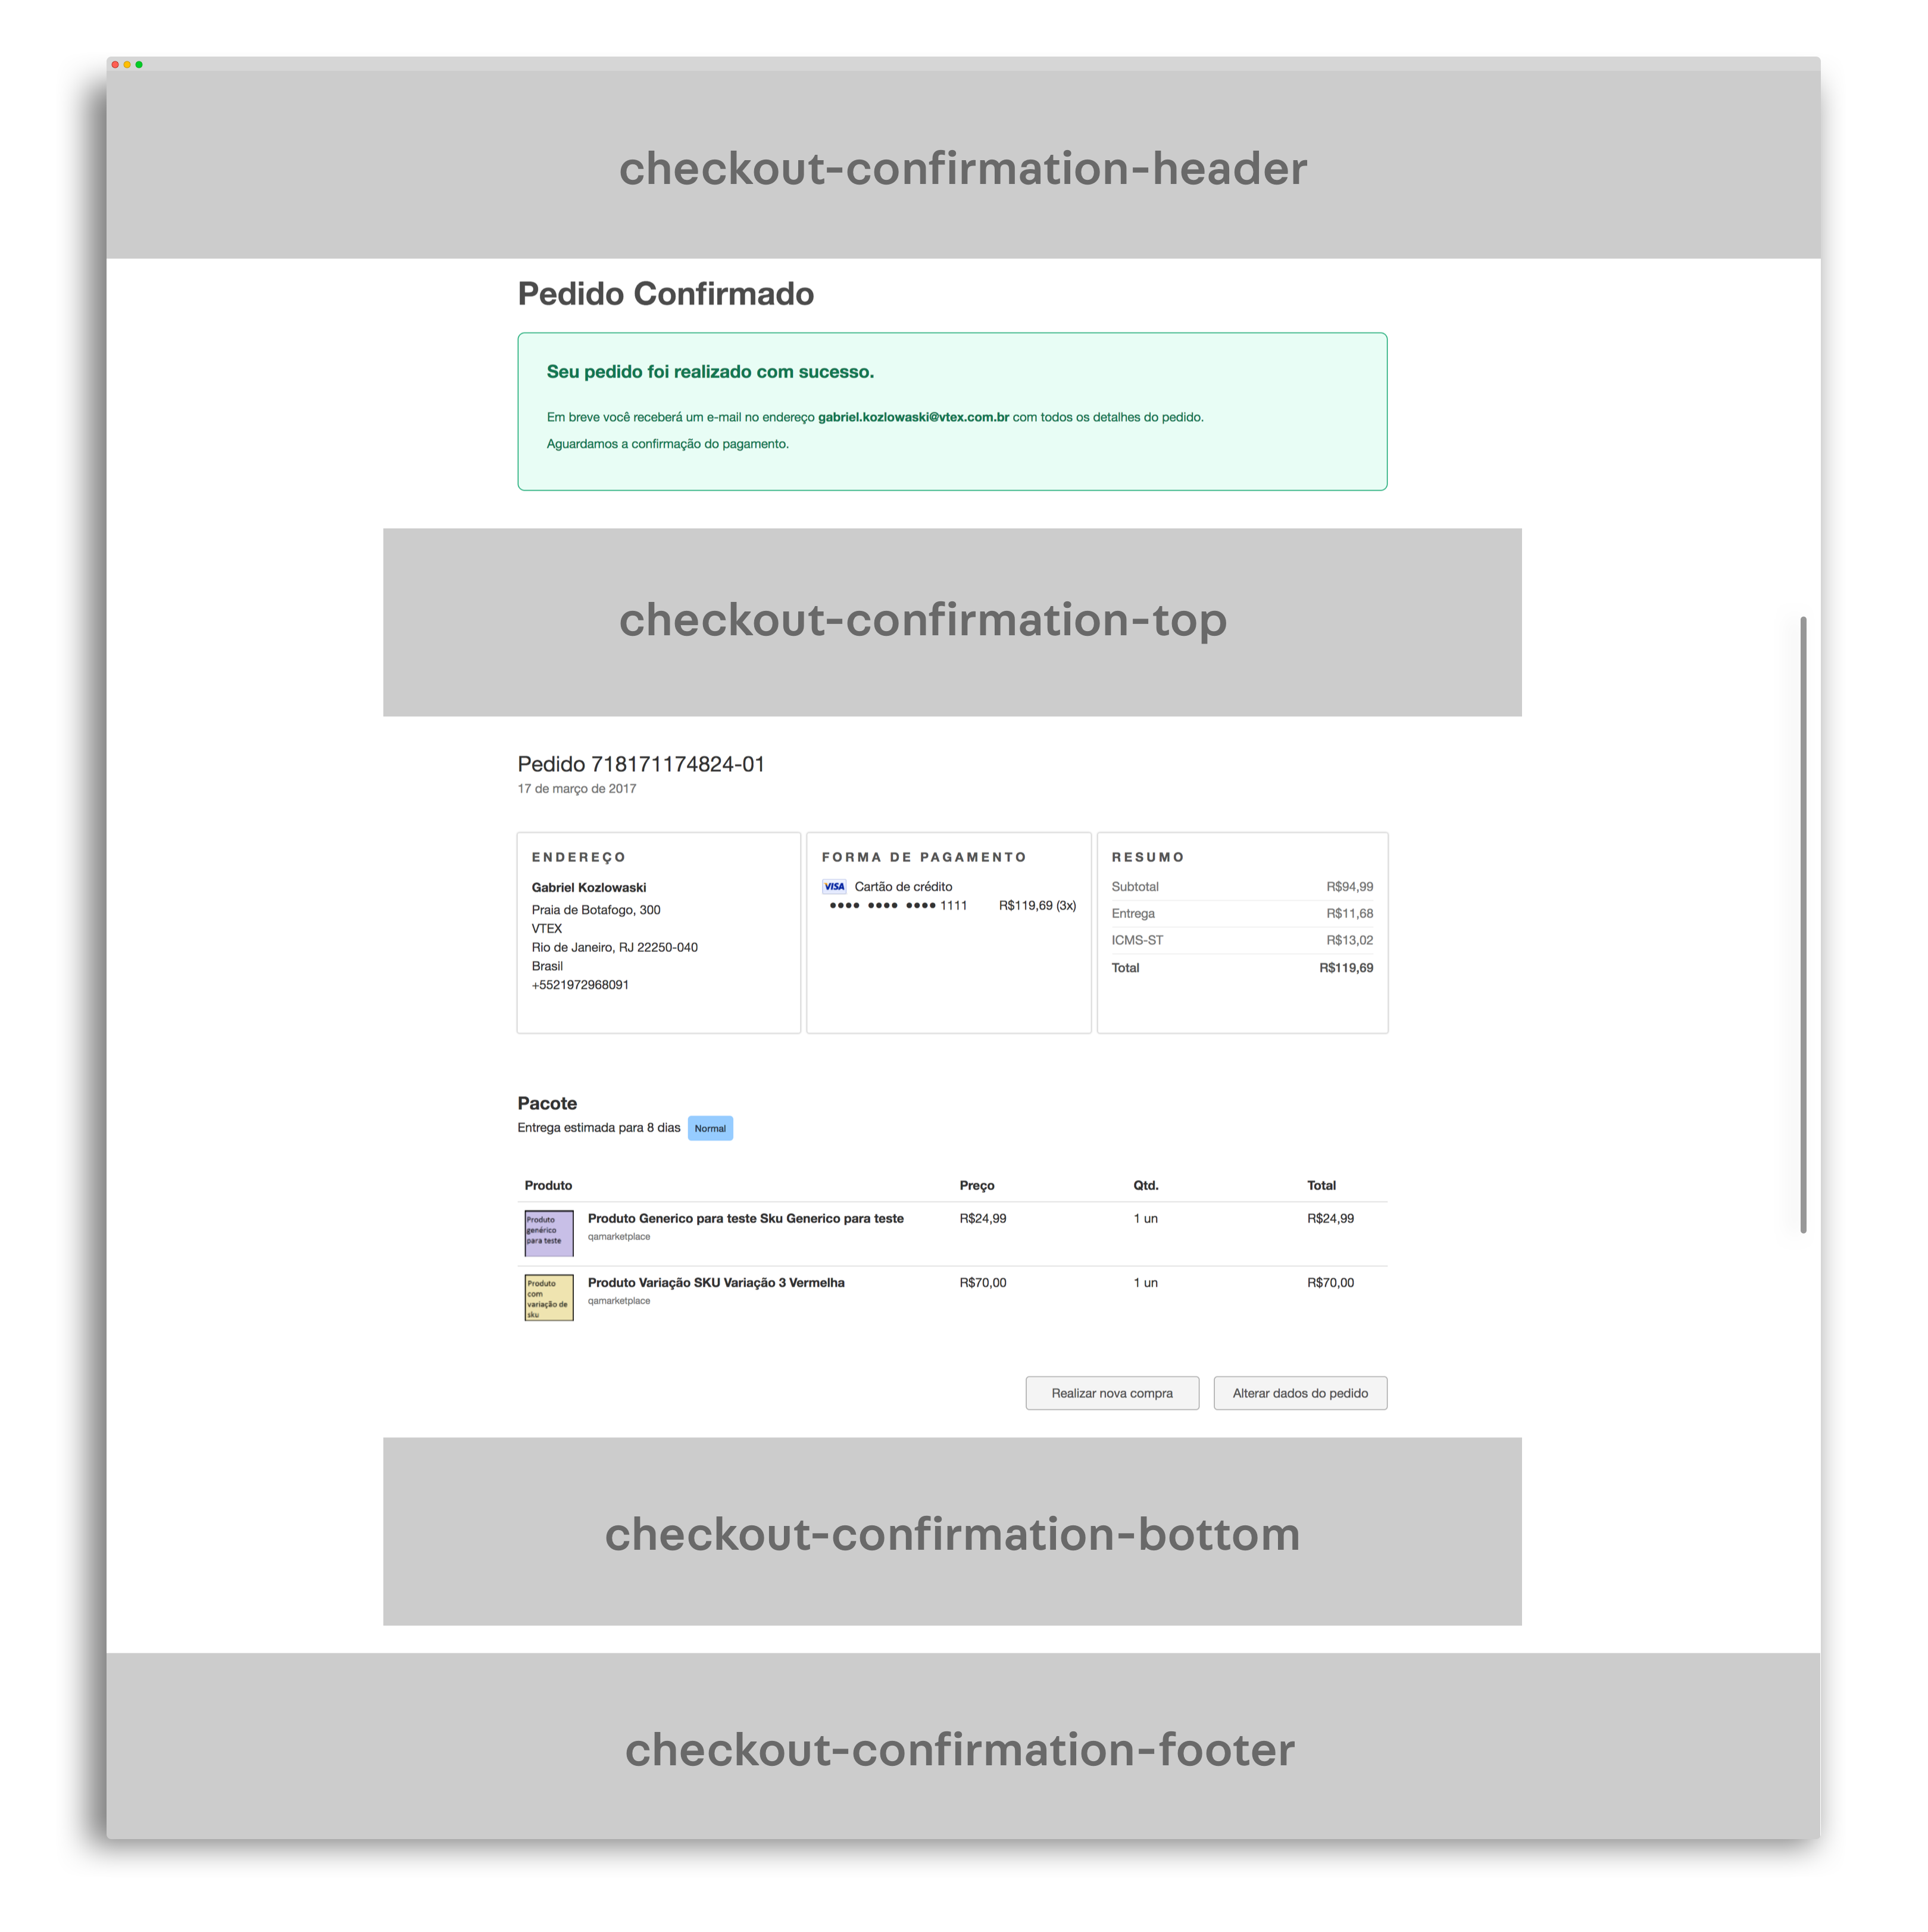 checkout-confirmation-header
Pedido Confirmado
Seu pedido foi realizado com sucesso.
Em breve você receberá um e-mail no endereço gabriel.kozlowaski@vtex.com.br com todos os detalhes do pedido.
Aguardamos a confirmação do pagamento.
checkout-confirmation-top
Pedido 718171174824-01
17 de março de 2017
ENDEREÇO
Gabriel Kozlowaski
Praia de Botafogo, 300
VTEX
Rio de Janeiro, RJ 22250-040
Brasil
+5521972968091
FORMA DE PAGAMENTO
VISA Cartão de crédito
•••• •••• •••• 1111 R$119,69 (3x)
RESUMO
Subtotal R$94,99
Entrega R$11,68
ICMS-ST R$13,02
Total R$119,69
Pacote
Entrega estimada para 8 dias Normal
Produto Preço Qtd. Total
Produto
genérico
para teste
Produto Generico para teste Sku Generico para teste R$24,99 1 un R$24,99
qamarketplace
Produto
com
variação de
sku
Produto Variação SKU Variação 3 Vermelha R$70,00 1 un R$70,00
qamarketplace
Realizar nova compra Alterar dados do pedido
checkout-confirmation-bottom
checkout-confirmation-footer